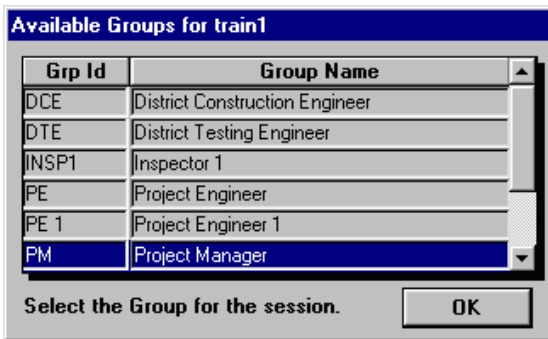 Available Groups for train1
Grp Id Group Name
DCE District Construction Engineer
DTE District Testing Engineer
INSP1 Inspector 1
PE Project Engineer
PE 1 Project Engineer 1
PM Project Manager
Select the Group for the session. OK